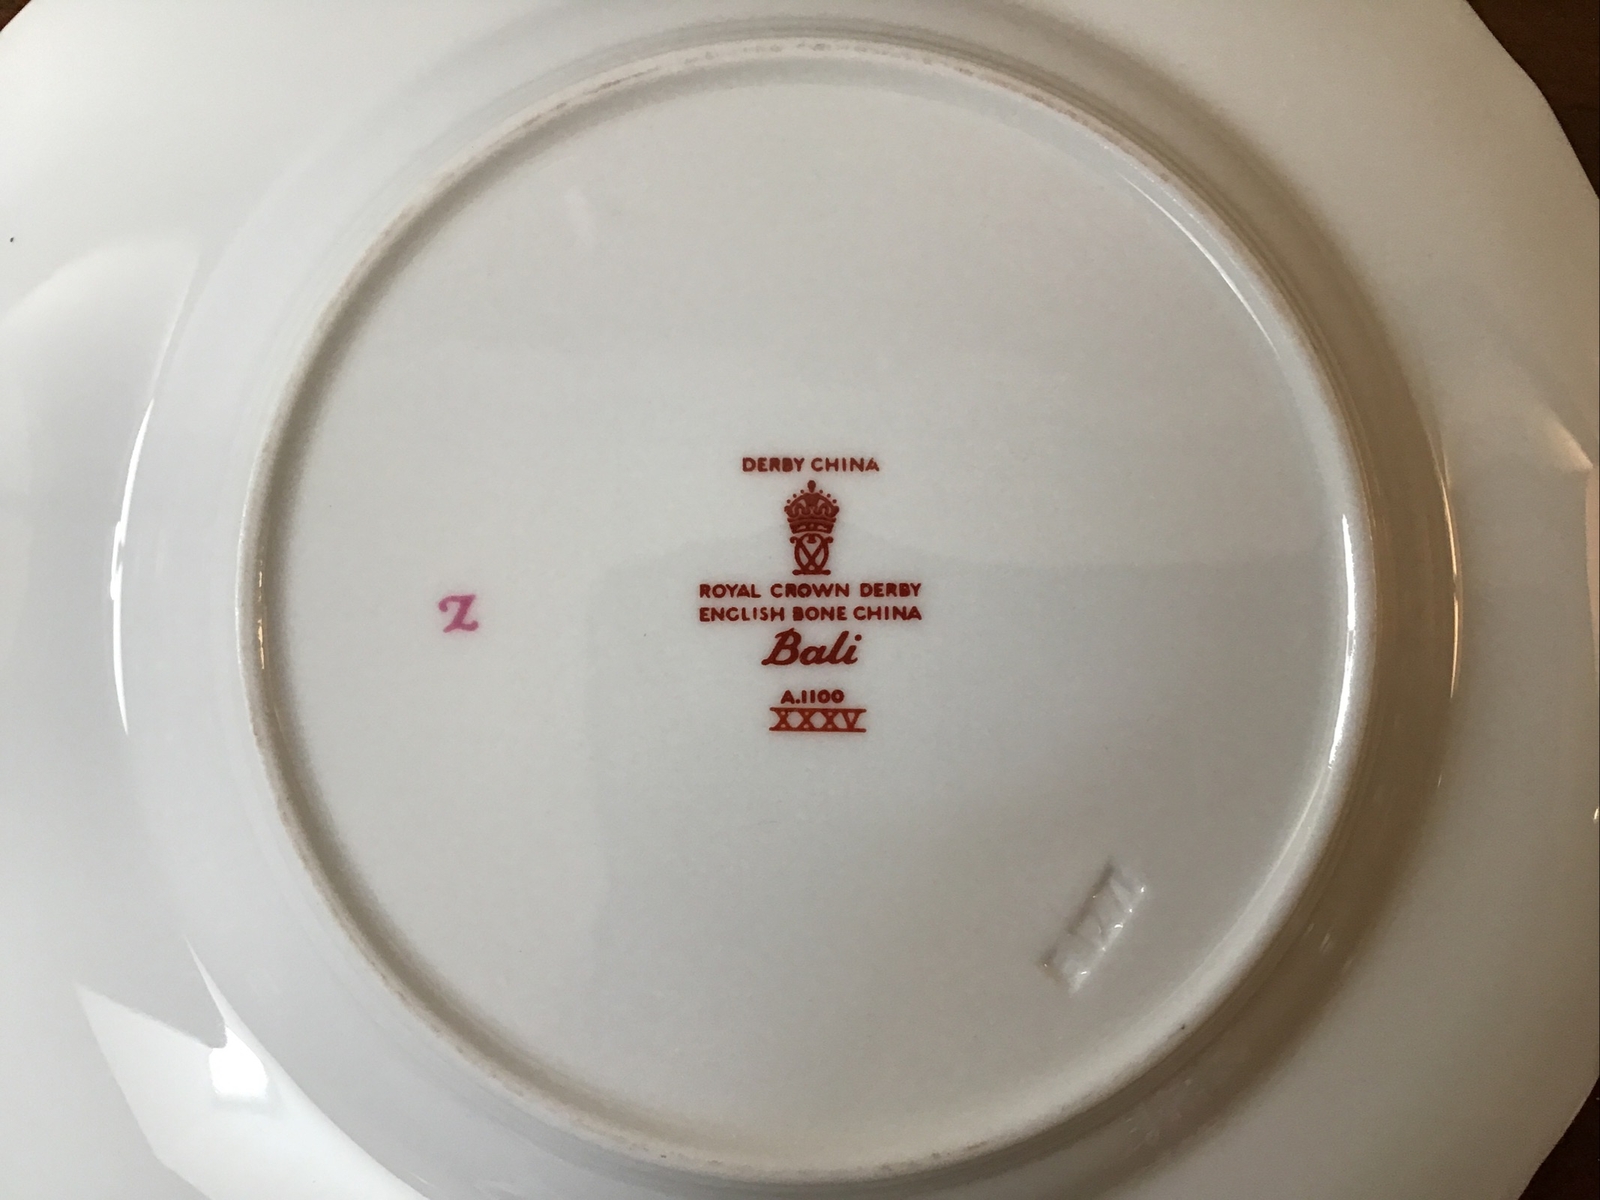 DERBY CHINA
ROYAL CROWN DERBY
ENGLISH BONE CHINA
Bali
A.1100
XXXV
Z